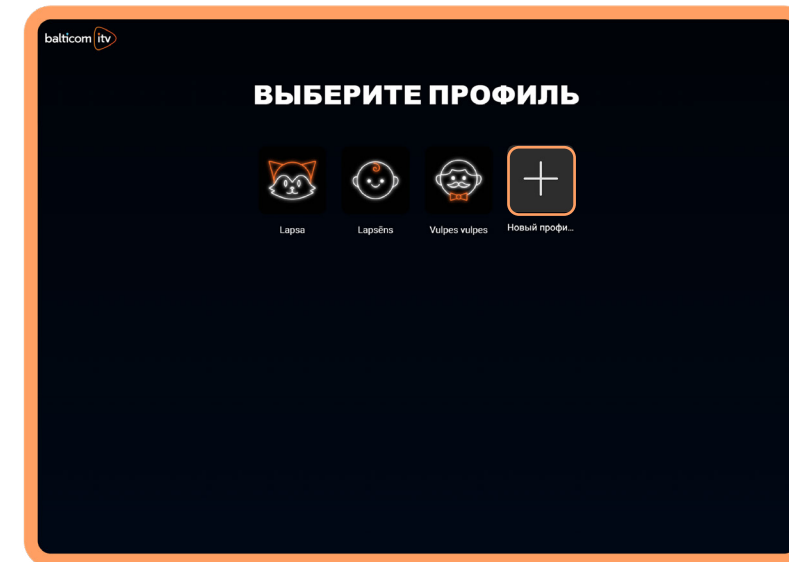 balticom itv
ВЫБЕРИТЕ ПРОФИЛЬ
Lapsa
Lapsēns
Vulpes vulpes
Новый профи...